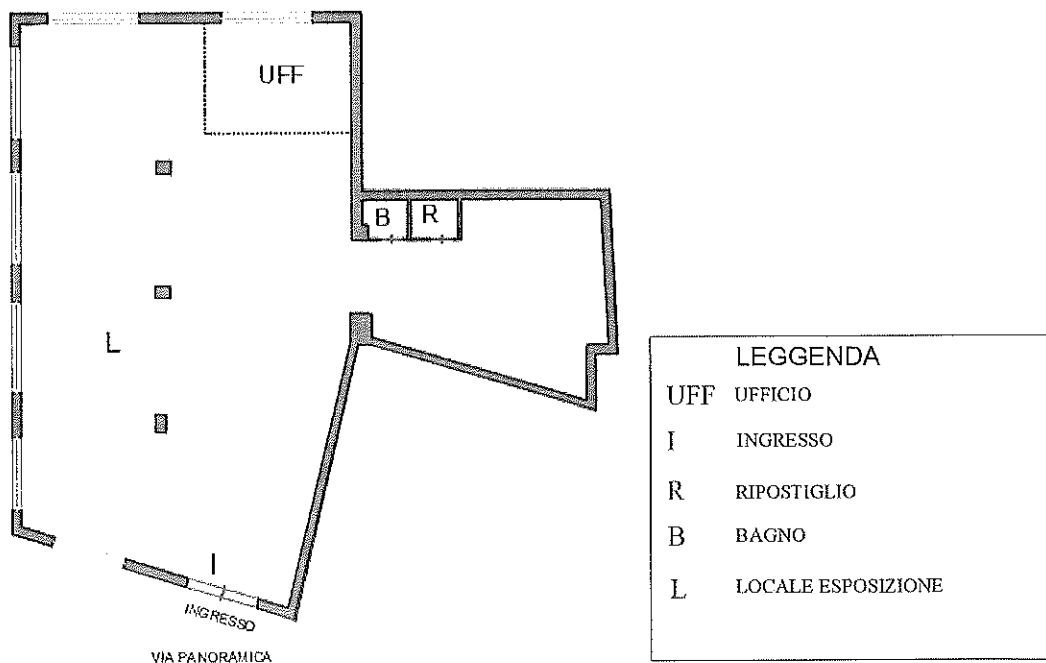 UFF
B
R
L
I
INGRESSO
VIA PANORAMICA
LEGGENDA
UFF UFFICIO
I INGRESSO
R RIPOSTIGLIO
B BAGNO
L LOCALE ESPOSIZIONE